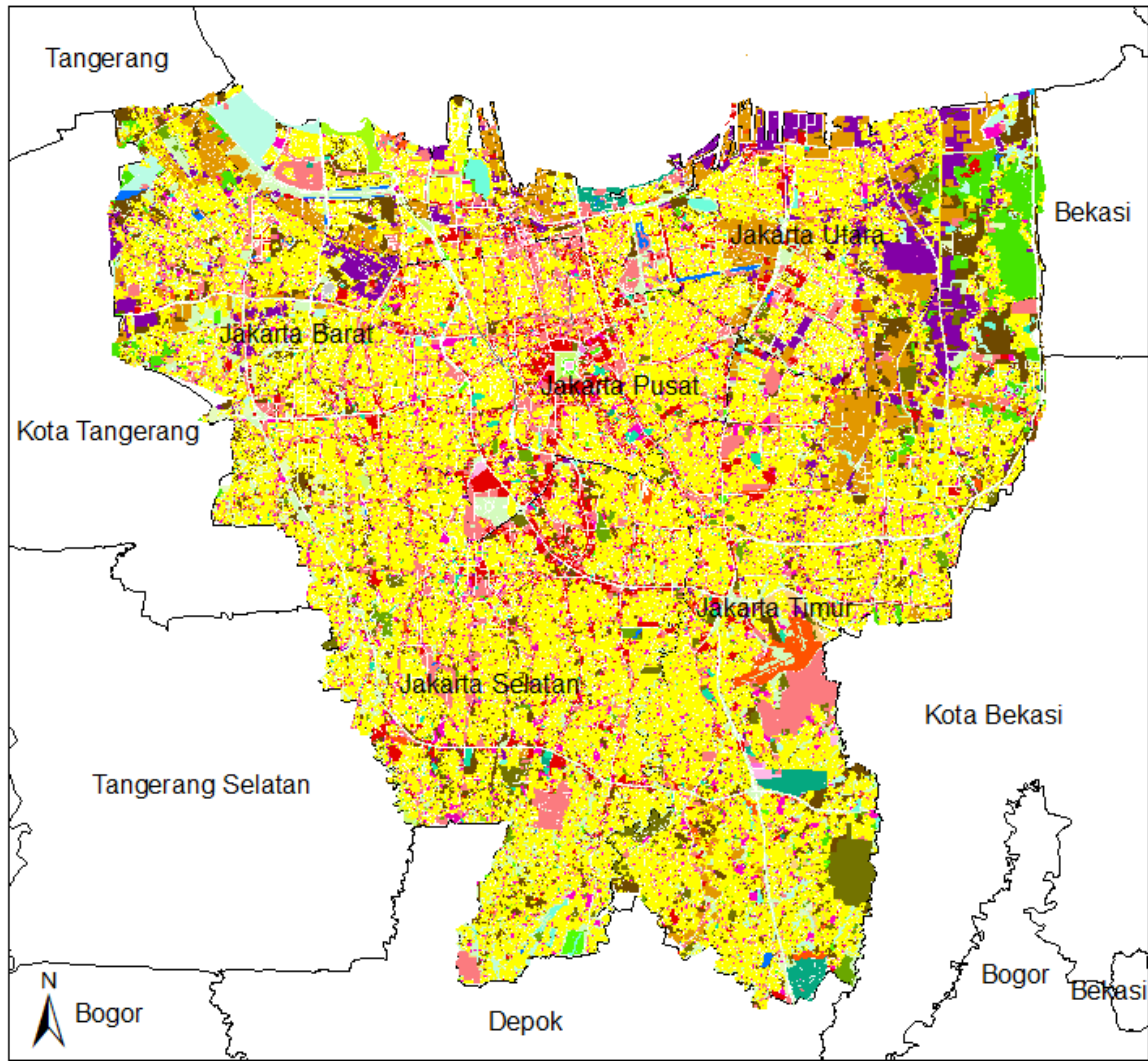 Tangerang
Bekasi
Jakarta Utara
Jakarta Barat
Jakarta Pusat
Kota Tangerang
Jakarta Timur
Jakarta Selatan
Kota Bekasi
Tangerang Selatan
N
Bogor
Bogor
Bekasi
Depok